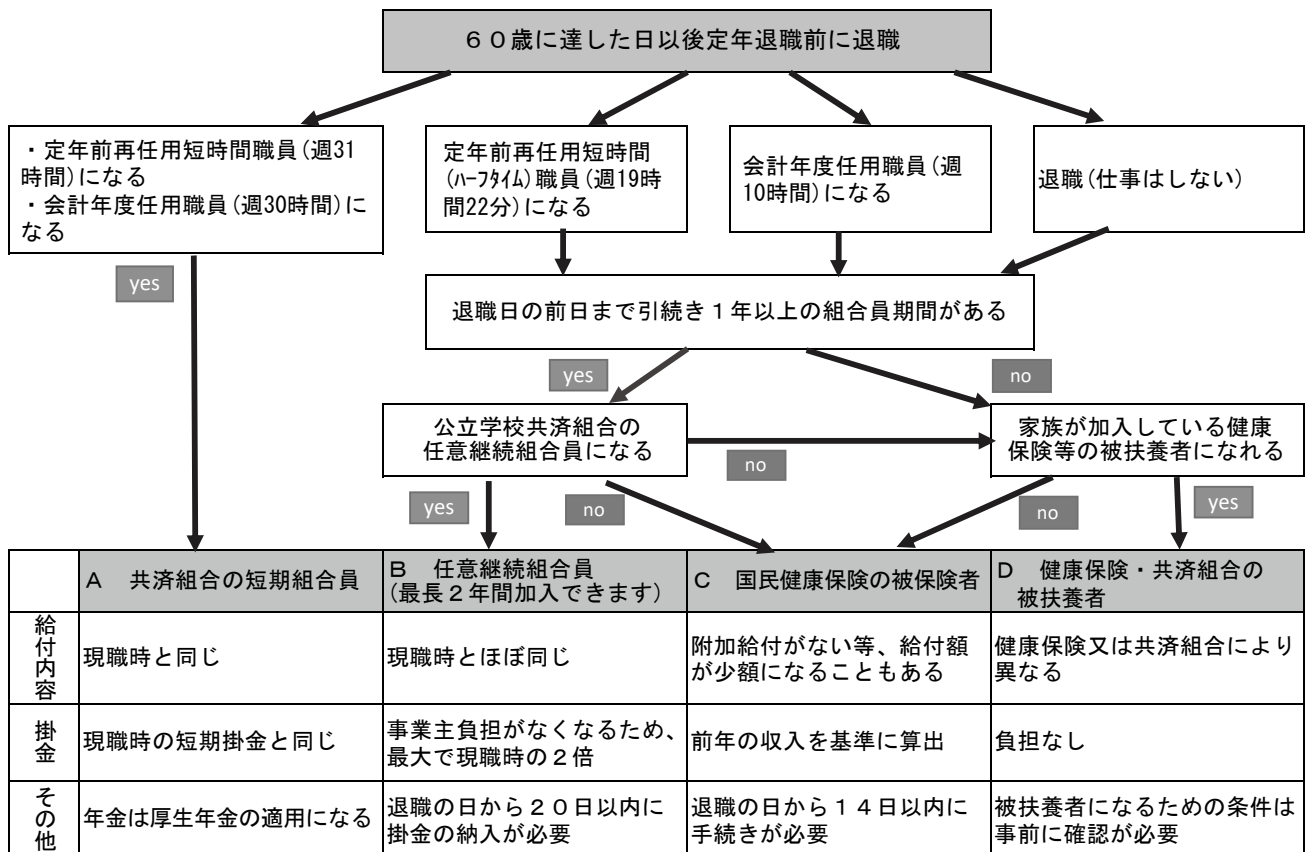 ６０歳に達した日以後定年退職前に退職
・定年前再任用短時間職員(週31
時間)になる
・会計年度任用職員(週30時間)に
なる
定年前再任用短時間
(ﾊｰﾌﾀｲﾑ)職員(週19時
間22分)になる
会計年度任用職員(週
10時間)になる
退職(仕事はしない)
yes
退職日の前日まで引続き１年以上の組合員期間がある
yes
no
公立学校共済組合の
任意継続組合員になる
no
家族が加入している健康
保険等の被扶養者になれる
yes
no
no
yes
A　共済組合の短期組合員
B　任意継続組合員
(最長２年間加入できます)
C　国民健康保険の被保険者
D　健康保険・共済組合の
被扶養者
給付内容
現職時と同じ
現職時とほぼ同じ
附加給付がない等、給付額
が少額になることもある
健康保険又は共済組合により
異なる
掛金
現職時の短期掛金と同じ
事業主負担がなくなるため、
最大で現職時の２倍
前年の収入を基準に算出
負担なし
その他
年金は厚生年金の適用になる
退職の日から２０日以内に
掛金の納入が必要
退職の日から１４日以内に
手続きが必要
被扶養者になるための条件は
事前に確認が必要